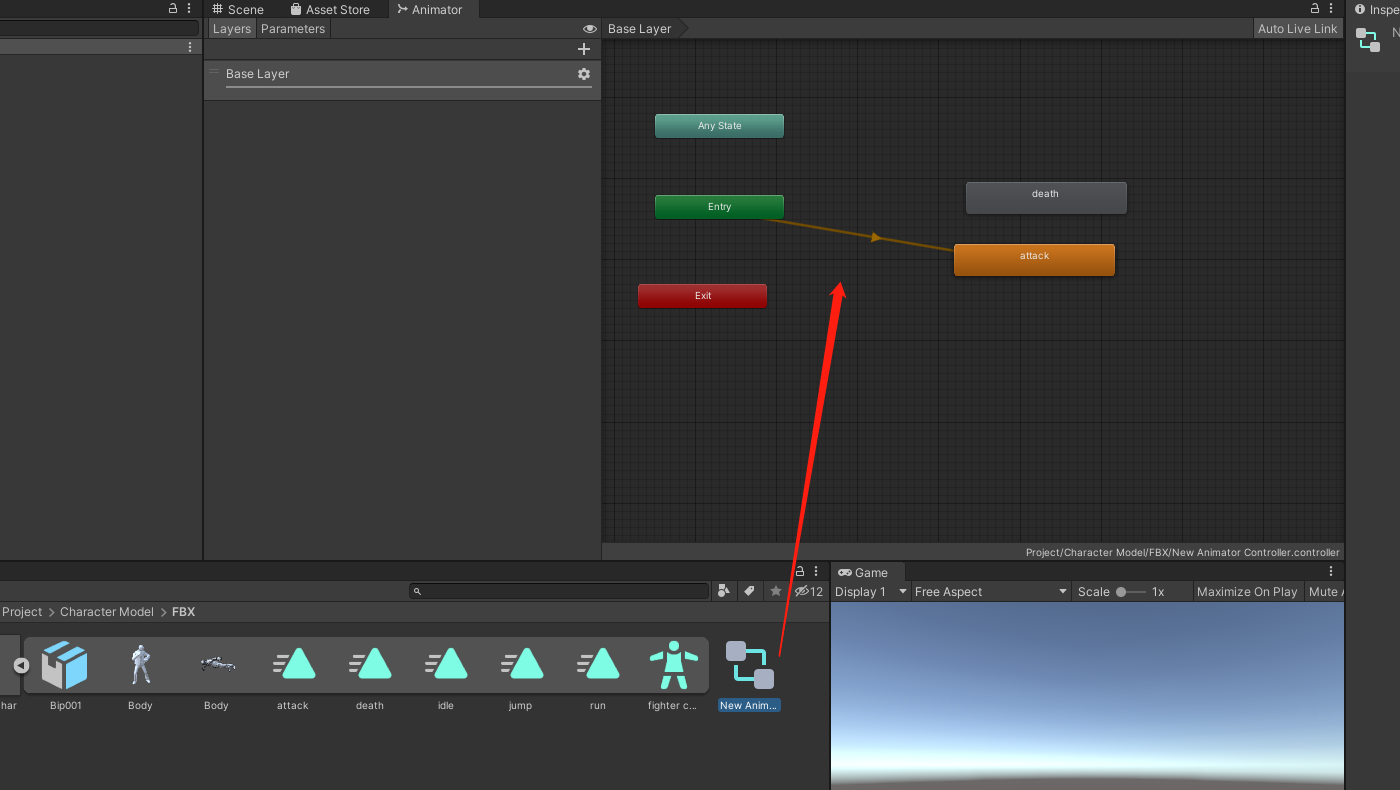 Scene
Asset Store
Animator
Inspe
Layers
Parameters
Base Layer
Auto Live Link
N
Base Layer
Any State
death
Entry
attack
Exit
Project/Character Model/FBX/New Animator Controller.controller
Game
12
Display 1
Free Aspect
Scale
1x
Maximize On Play
Mute A
Project > Character Model > FBX
har
Bip001
Body
Body
attack
death
idle
jump
run
fighter c...
New Anim...